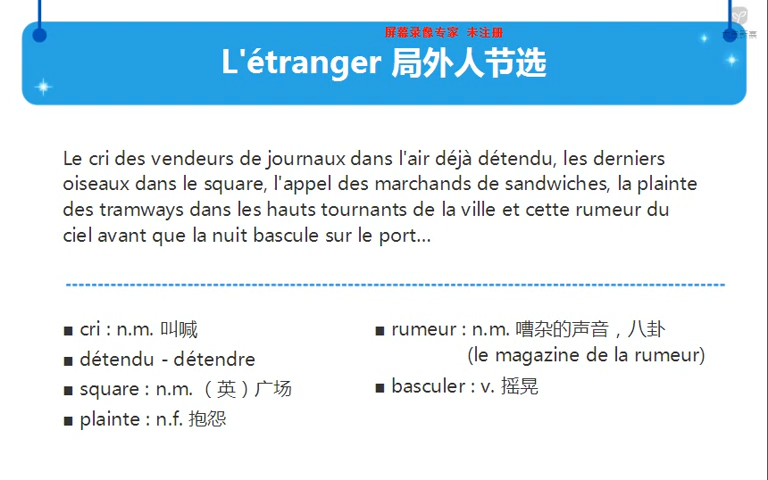 屏幕录像专家 未注册
L'étranger 局外人节选
Le cri des vendeurs de journaux dans l'air déjà détendu, les derniers
oiseaux dans le square, l'appel des marchands de sandwiches, la plainte
des tramways dans les hauts tournants de la ville et cette rumeur du
ciel avant que la nuit bascule sur le port…
■ cri : n.m. 叫喊
■ détendu - détendre
■ square : n.m.（英）广场
■ plainte : n.f. 抱怨
■ rumeur : n.m. 嘈杂的声音，八卦
(le magazine de la rumeur)
■ basculer : v. 摇晃